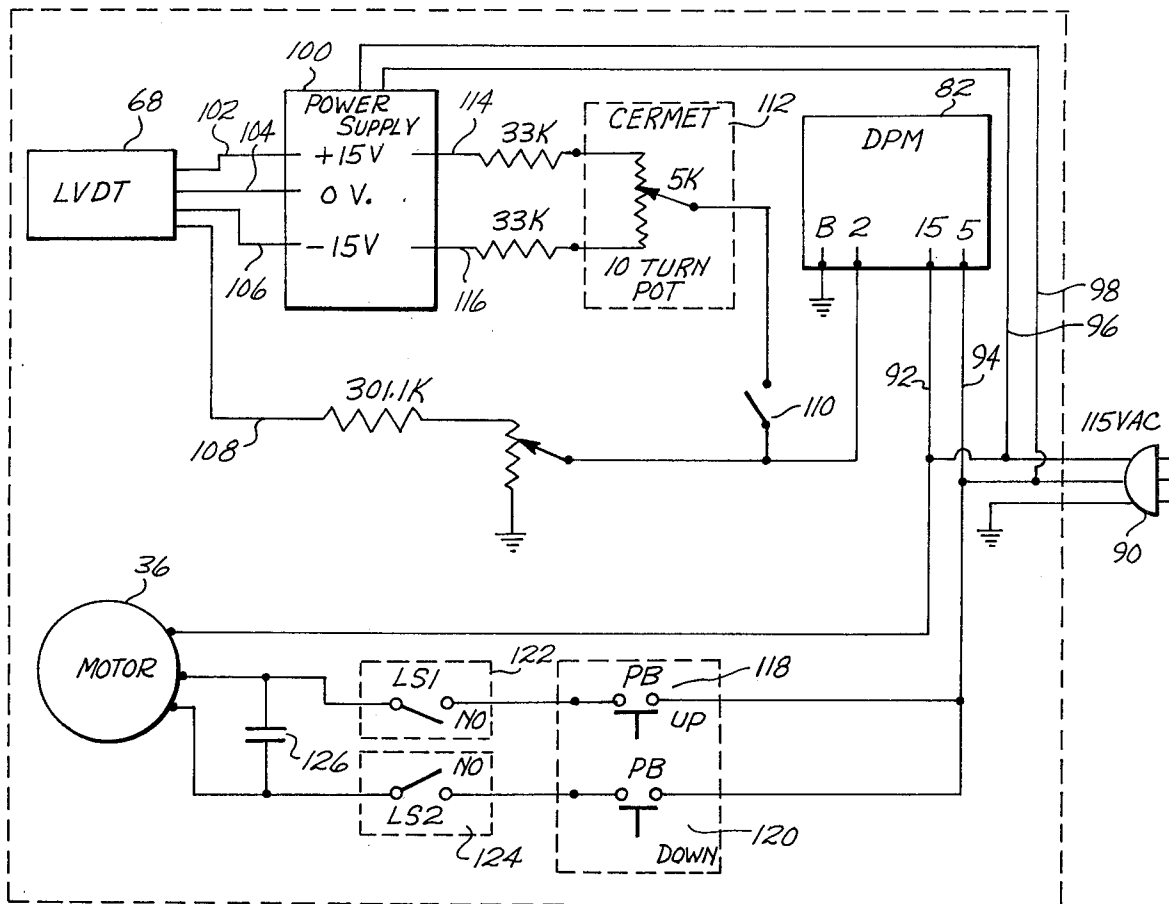 100
68
102
104
POWER
SUPPLY
114
33K
CERMET
112
82
DPM
LVDT
+15V
0 V.
-15V
5K
33K
B 2 15 5
106
116
10 TURN
POT
98
96
94
92
301.1K
110
115VAC
108
90
36
MOTOR
LS1
NO
122
PB
UP
118
126
NO
LS2
124
PB
DOWN
120